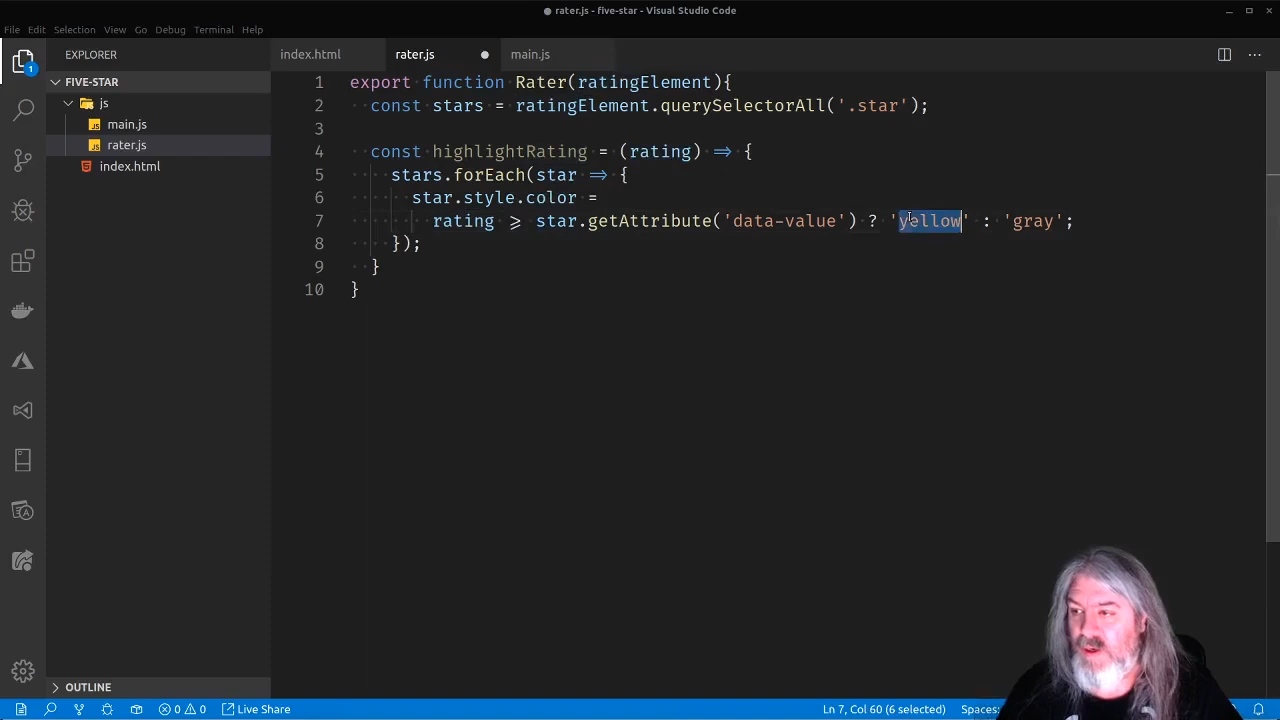 ● rater.js - five-star - Visual Studio Code
File Edit Selection View Go Debug Terminal Help
EXPLORER
index.html
rater.js ●
main.js
FIVE-STAR
js
main.js
rater.js
index.html
1 export function Rater(ratingElement){
2 const stars = ratingElement.querySelectorAll('.star');
3
4 const highlightRating = (rating) => {
5 stars.forEach(star => {
6 star.style.color =
7 rating >= star.getAttribute('data-value') ? 'yellow' : 'gray';
8 });
9 }
10 }
1
OUTLINE
0 0 Live Share
Ln 7, Col 60 (6 selected) Spaces: